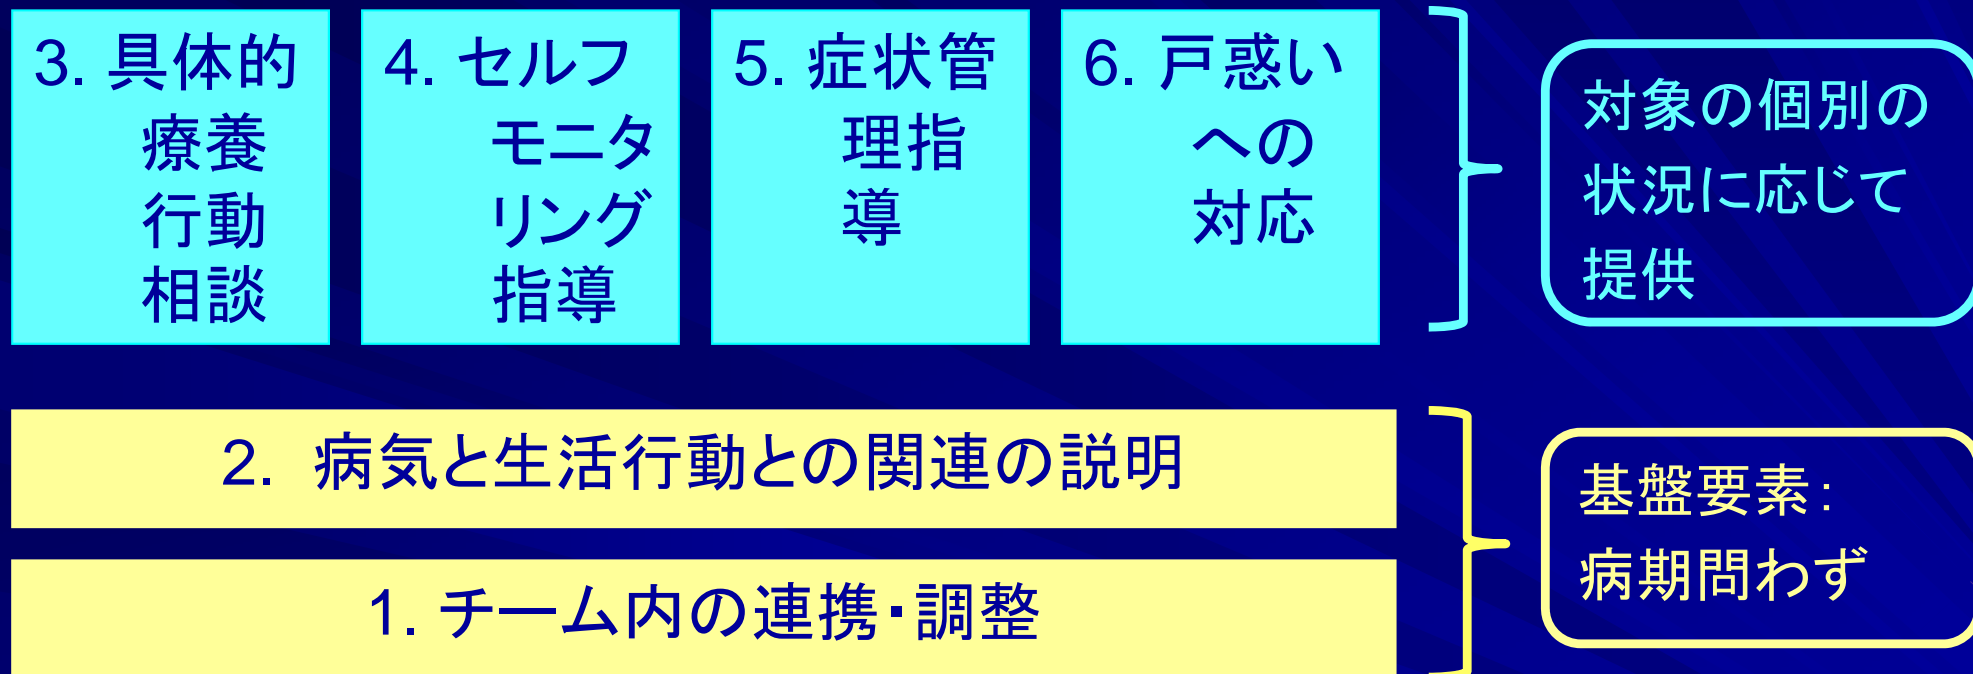 3. 具体的
療養
行動
相談
4. セルフ
モニタ
リング
指導
5. 症状管
理指
導
6. 戸惑い
への
対応
対象の個別の
状況に応じて
提供
2. 病気と生活行動との関連の説明
1. チーム内の連携・調整
基盤要素：
病期問わず